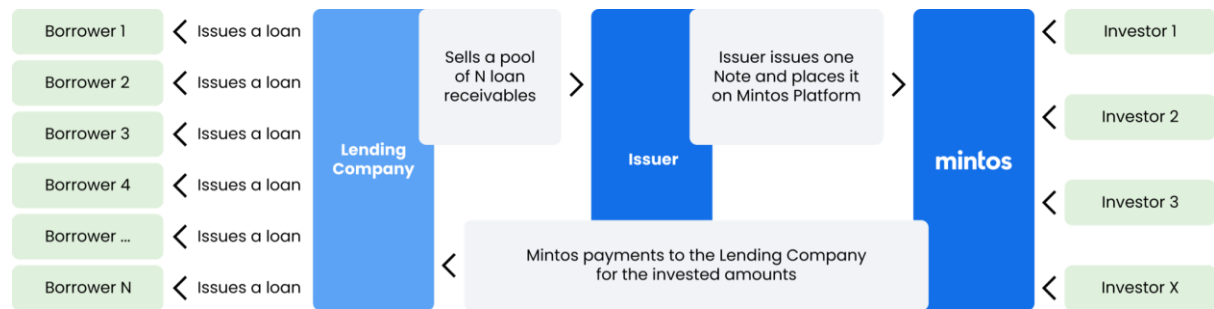 Borrower 1
Issues a loan
Borrower 2
Issues a loan
Borrower 3
Issues a loan
Borrower 4
Issues a loan
Borrower ...
Issues a loan
Borrower N
Issues a loan
Lending
Company
Sells a pool
of N loan
receivables
Issuer
Issuer issues one
Note and places it
on Mintos Platform
mintos
Mintos payments to the Lending Company
for the invested amounts
Investor 1
Investor 2
Investor 3
Investor X